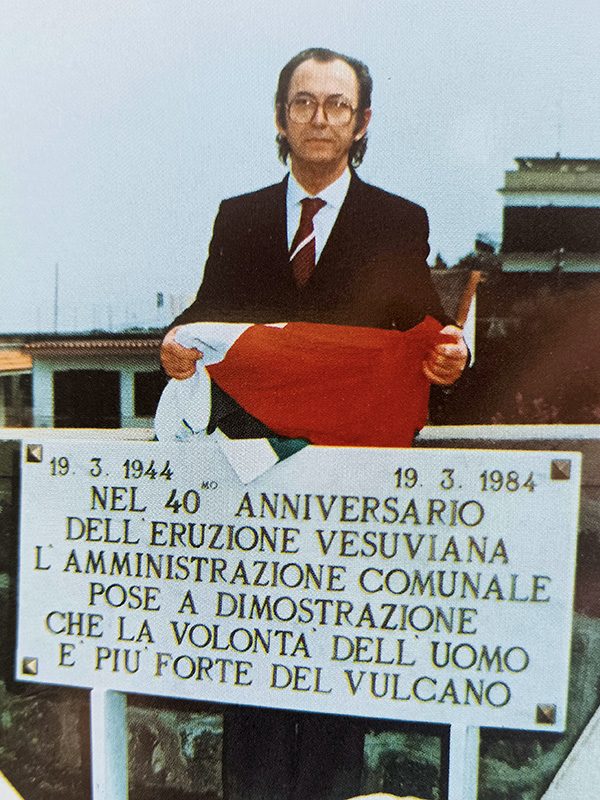 19. 3. 1944 19. 3. 1984
NEL 40MO ANNIVERSARIO
DELL'ERUZIONE VESUVIANA
L'AMMINISTRAZIONE COMUNALE
POSE A DIMOSTRAZIONE
CHE LA VOLONTA' DELL'UOMO
E' PIU' FORTE DEL VULCANO